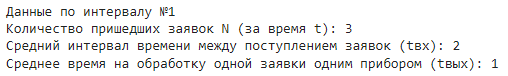 Данные по интервалу №1
Количество пришедших заявок N (за время t): 3
Средний интервал времени между поступлением заявок (tвх): 2
Среднее время на обработку одной заявки одним прибором (tвых): 1